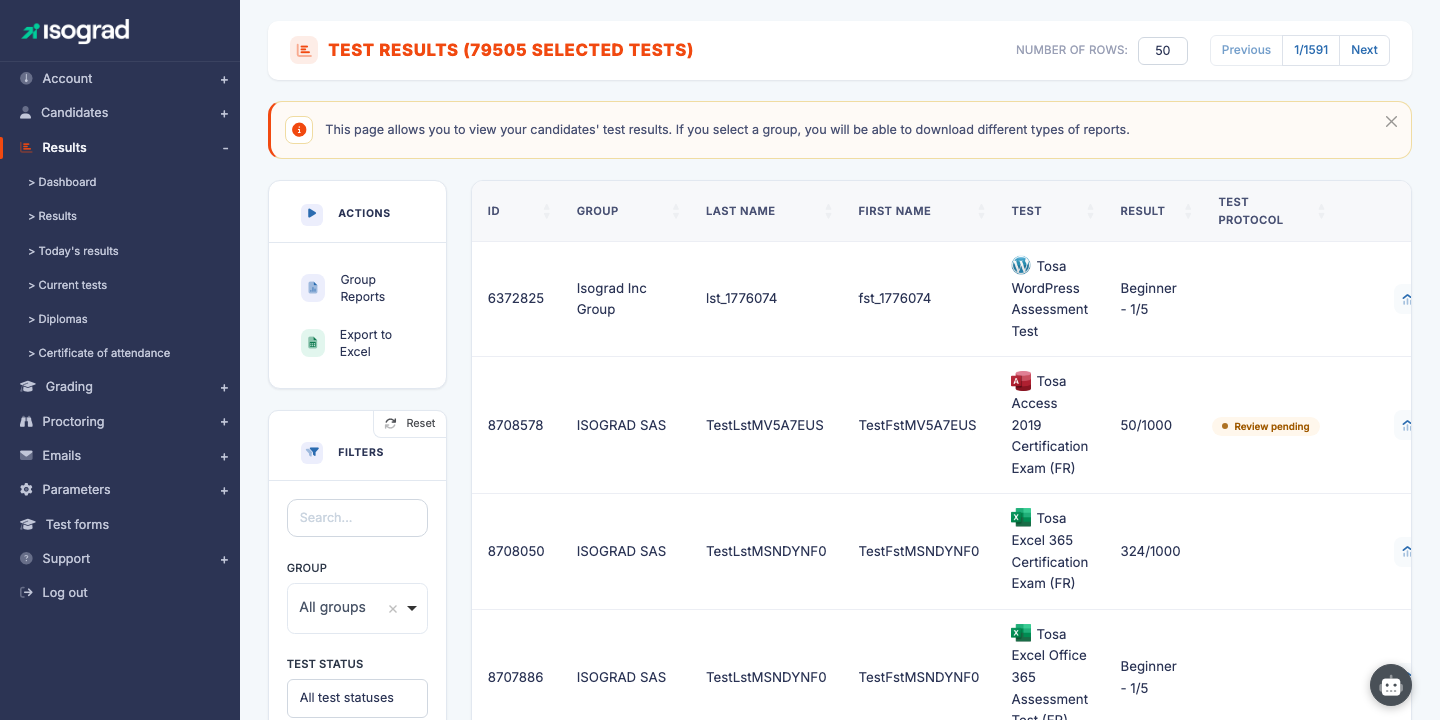 isograd
Account +
Candidates +
Results -
> Dashboard
> Results
> Today's results
> Current tests
> Diplomas
> Certificate of attendance
Grading +
Proctoring +
Emails +
Parameters +
Test forms
Support +
Log out
TEST RESULTS (79505 SELECTED TESTS)
NUMBER OF ROWS: 50 Previous 1/1591 Next
This page allows you to view your candidates' test results. If you select a group, you will be able to download different types of reports.
ACTIONS
Group
Reports
Export to
Excel
Reset
FILTERS
Search...
GROUP
All groups
TEST STATUS
All test statuses
ID GROUP LAST NAME FIRST NAME TEST RESULT TEST
PROTOCOL
6372825 Isograd Inc
Group lst_1776074 fst_1776074 Tosa
WordPress
Assessment
Test Beginner
- 1/5
8708578 ISOGRAD SAS TestLstMV5A7EUS TestFstMV5A7EUS Tosa
Access
2019
Certification
Exam (FR) 50/1000 Review pending
8708050 ISOGRAD SAS TestLstMSNDYNF0 TestFstMSNDYNF0 Tosa
Excel 365
Certification
Exam (FR) 324/1000
8707886 ISOGRAD SAS TestLstMSNDYNF0 TestFstMSNDYNF0 Tosa
Excel Office
365
Assessment
Test (FR) Beginner
- 1/5